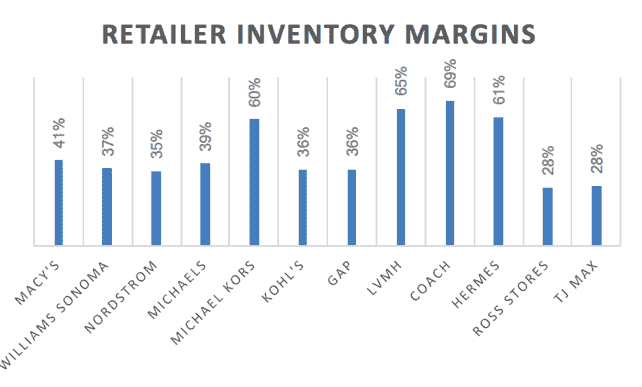 RETAILER INVENTORY MARGINS
41%
37%
35%
39%
60%
36%
36%
65%
69%
61%
28%
28%
MACY'S
WILLIAMS SONOMA
NORDSTROM
MICHAELS
MICHAEL KORS
KOHL'S
GAP
LVMH
COACH
HERMES
ROSS STORES
TJ MAX